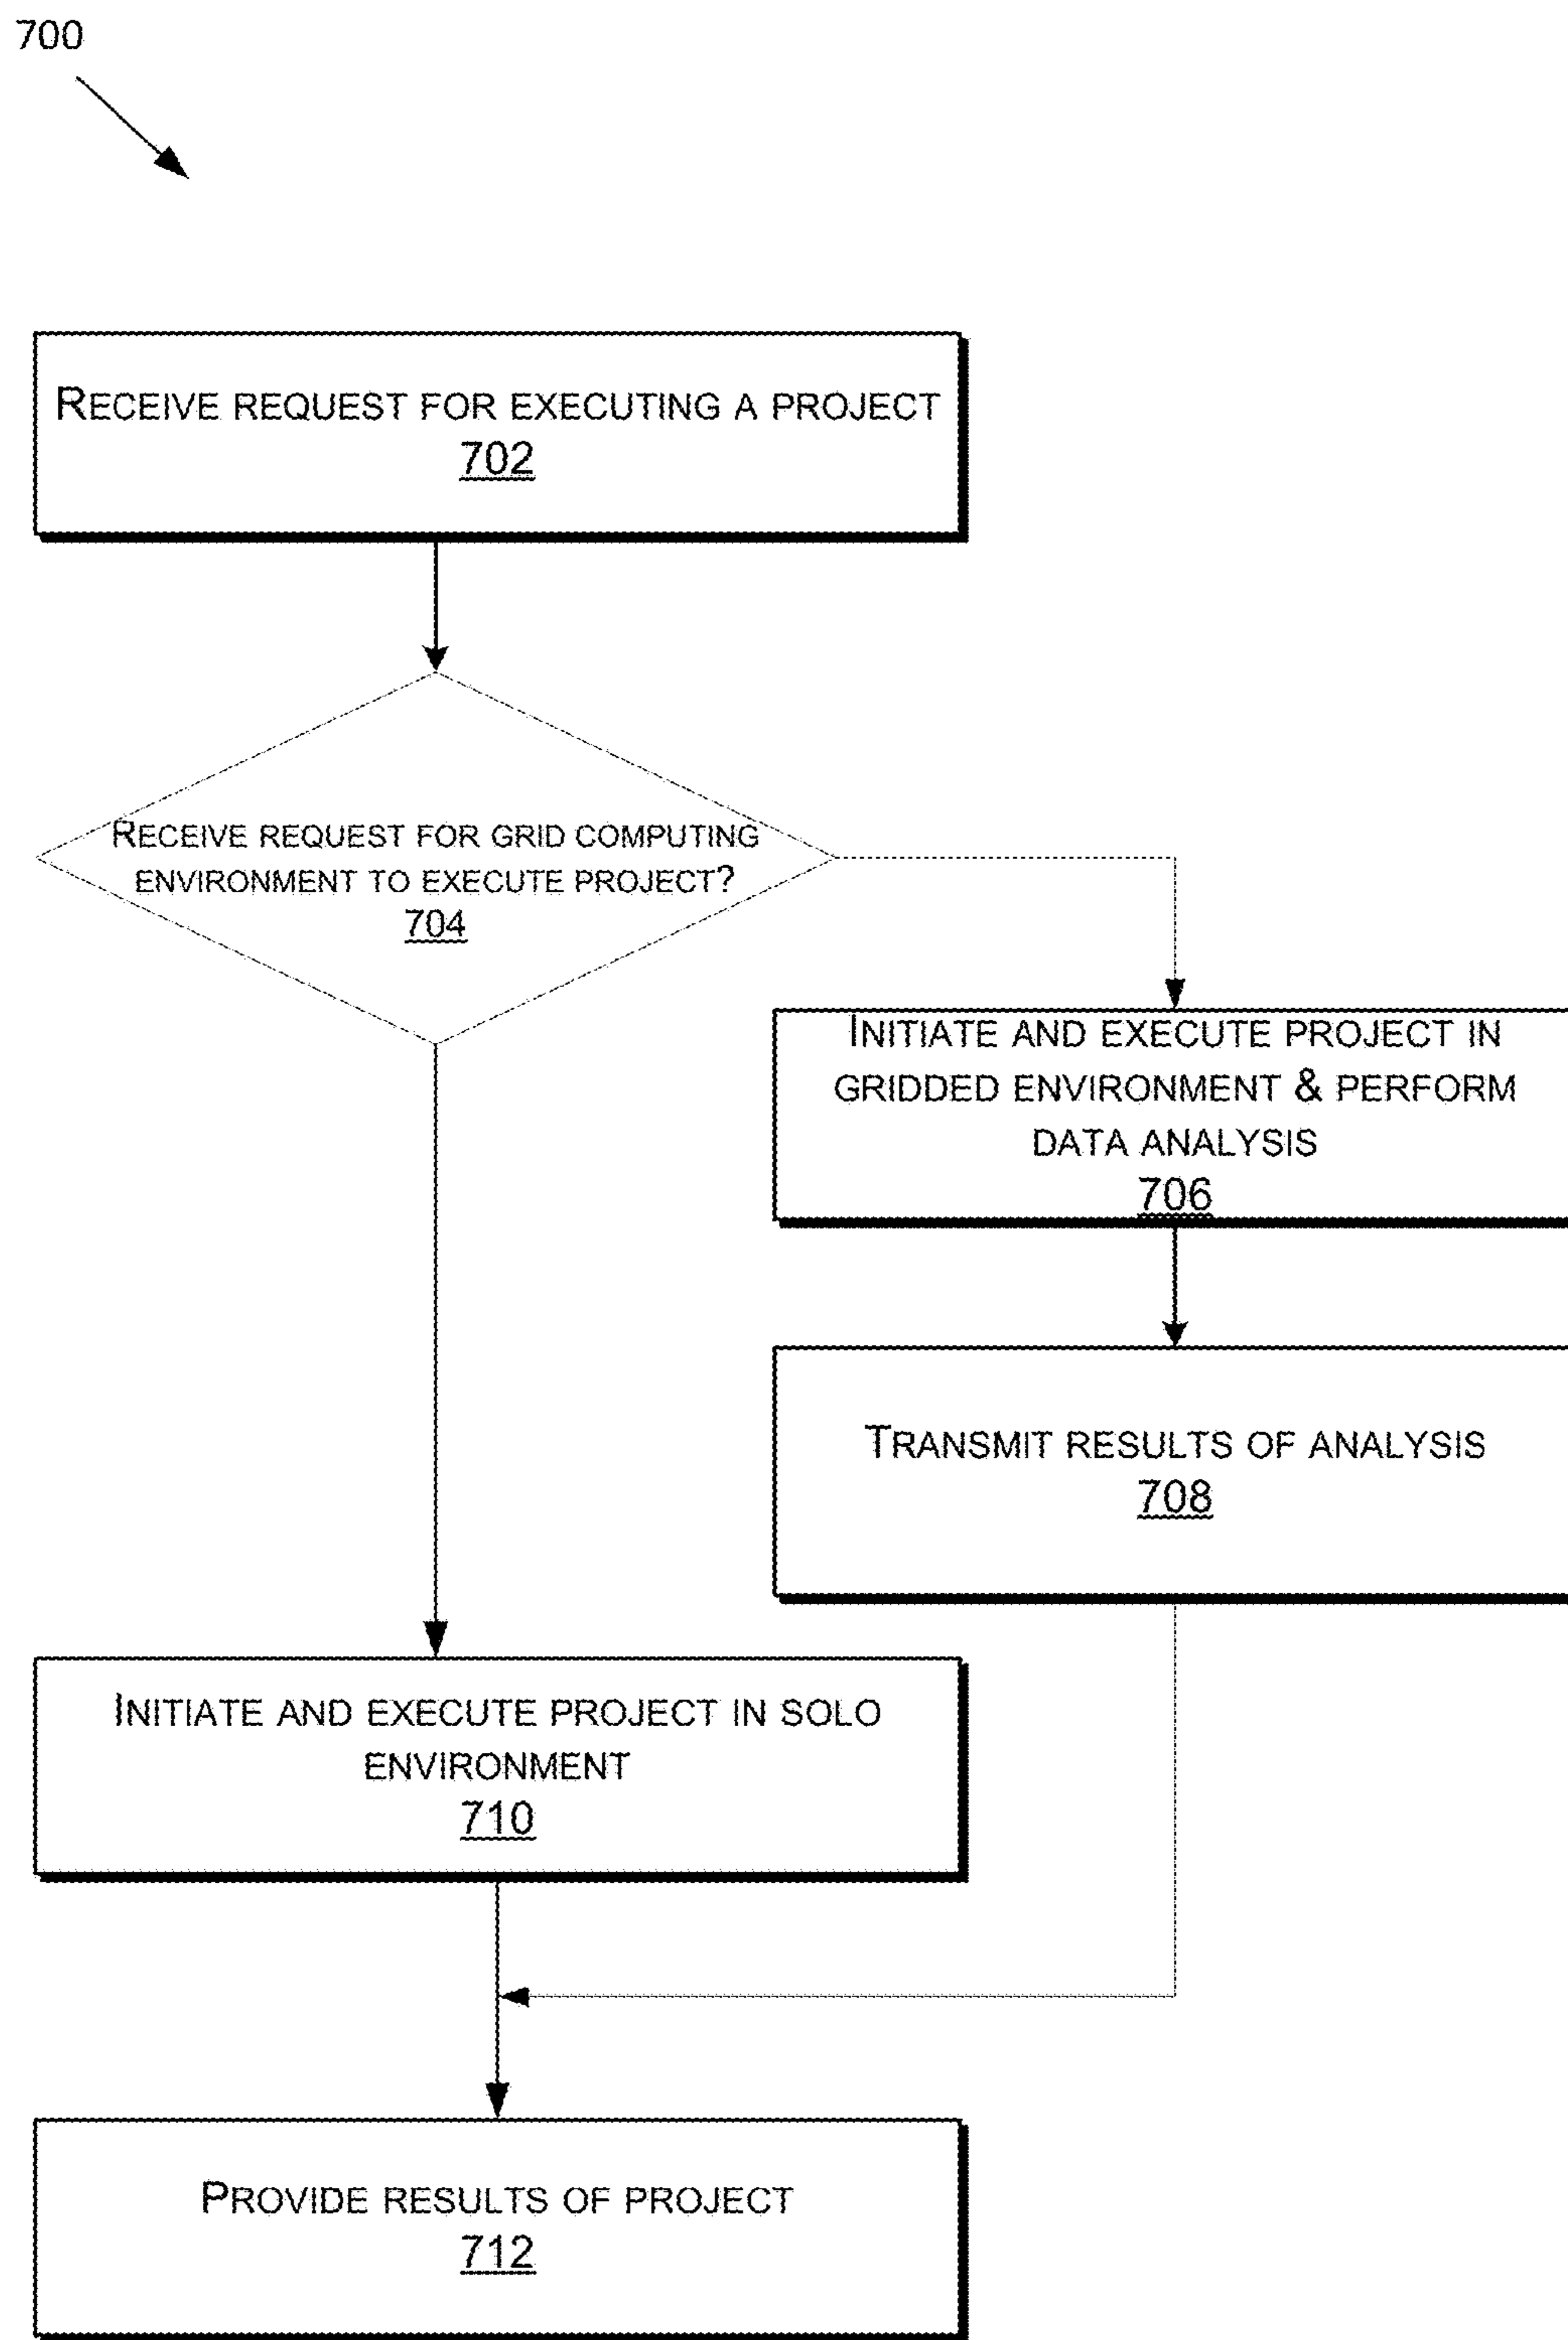 700
RECEIVE REQUEST FOR EXECUTING A PROJECT
702
RECEIVE REQUEST FOR GRID COMPUTING
ENVIRONMENT TO EXECUTE PROJECT?
704
INITIATE AND EXECUTE PROJECT IN
GRIDDED ENVIRONMENT & PERFORM
DATA ANALYSIS
706
TRANSMIT RESULTS OF ANALYSIS
708
INITIATE AND EXECUTE PROJECT IN SOLO
ENVIRONMENT
710
PROVIDE RESULTS OF PROJECT
712